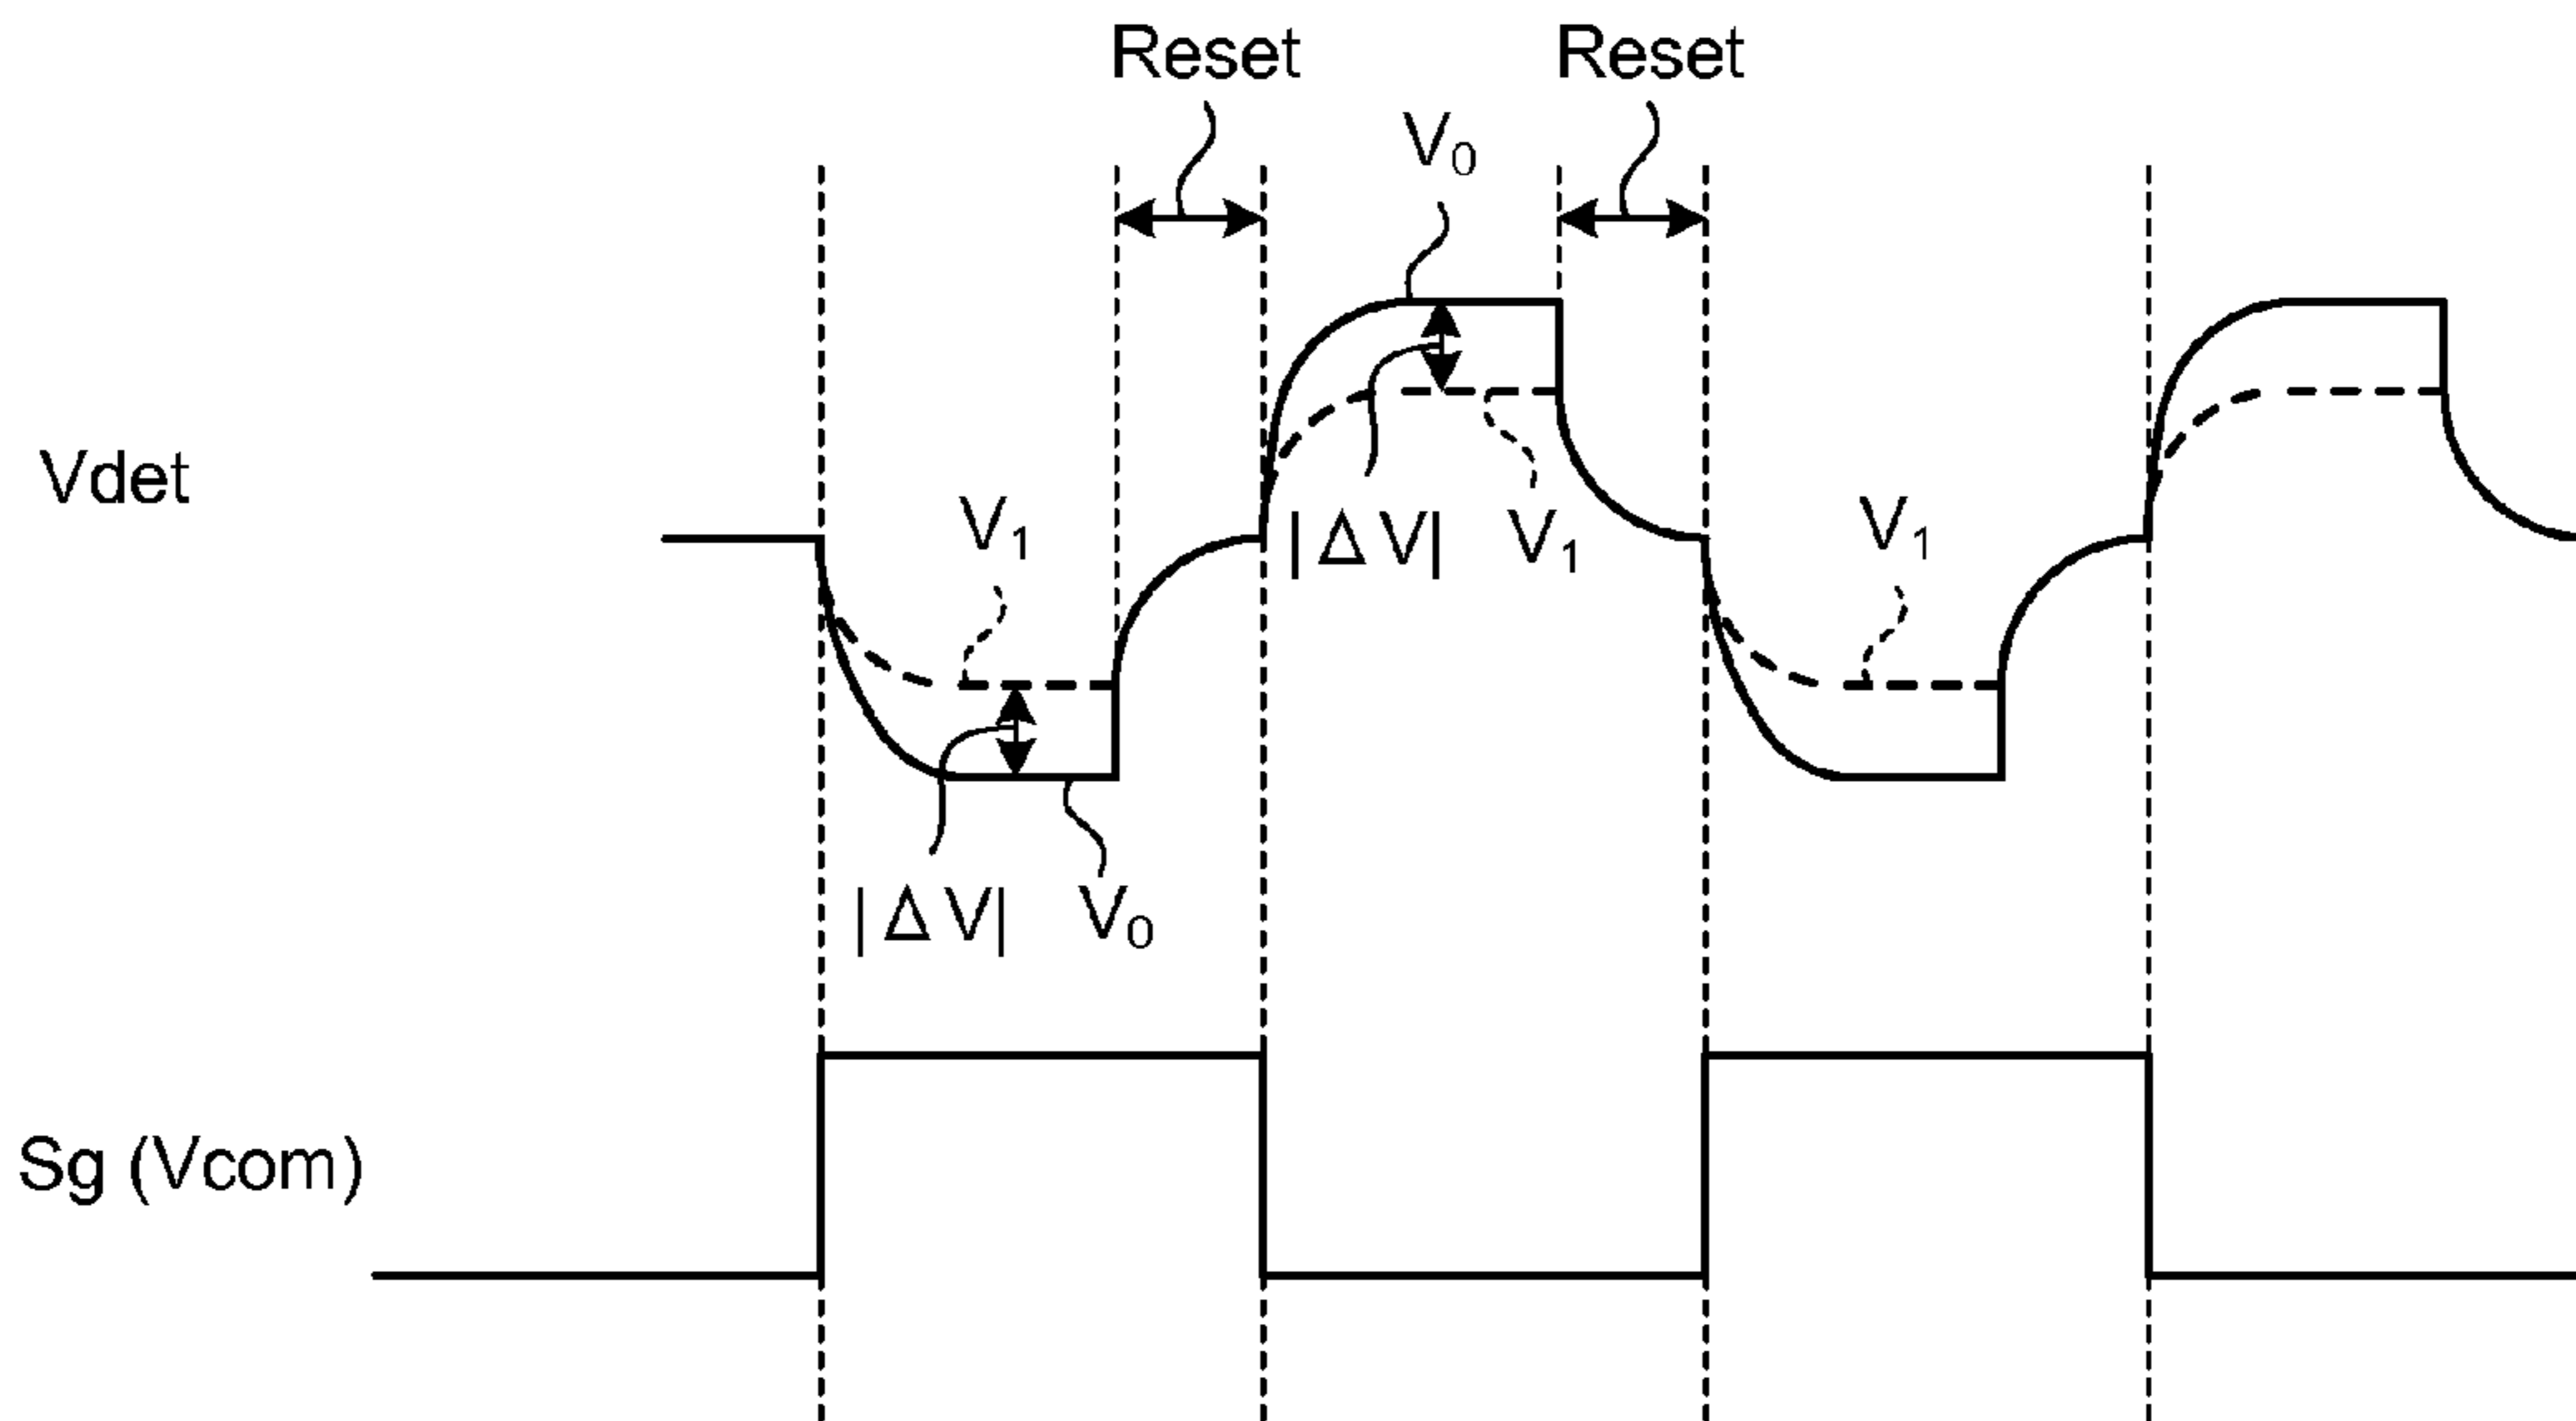 Reset
Reset
V₀
Vdet
V₁
|ΔV|
V₁
V₁
|ΔV|
V₀
Sg (Vcom)